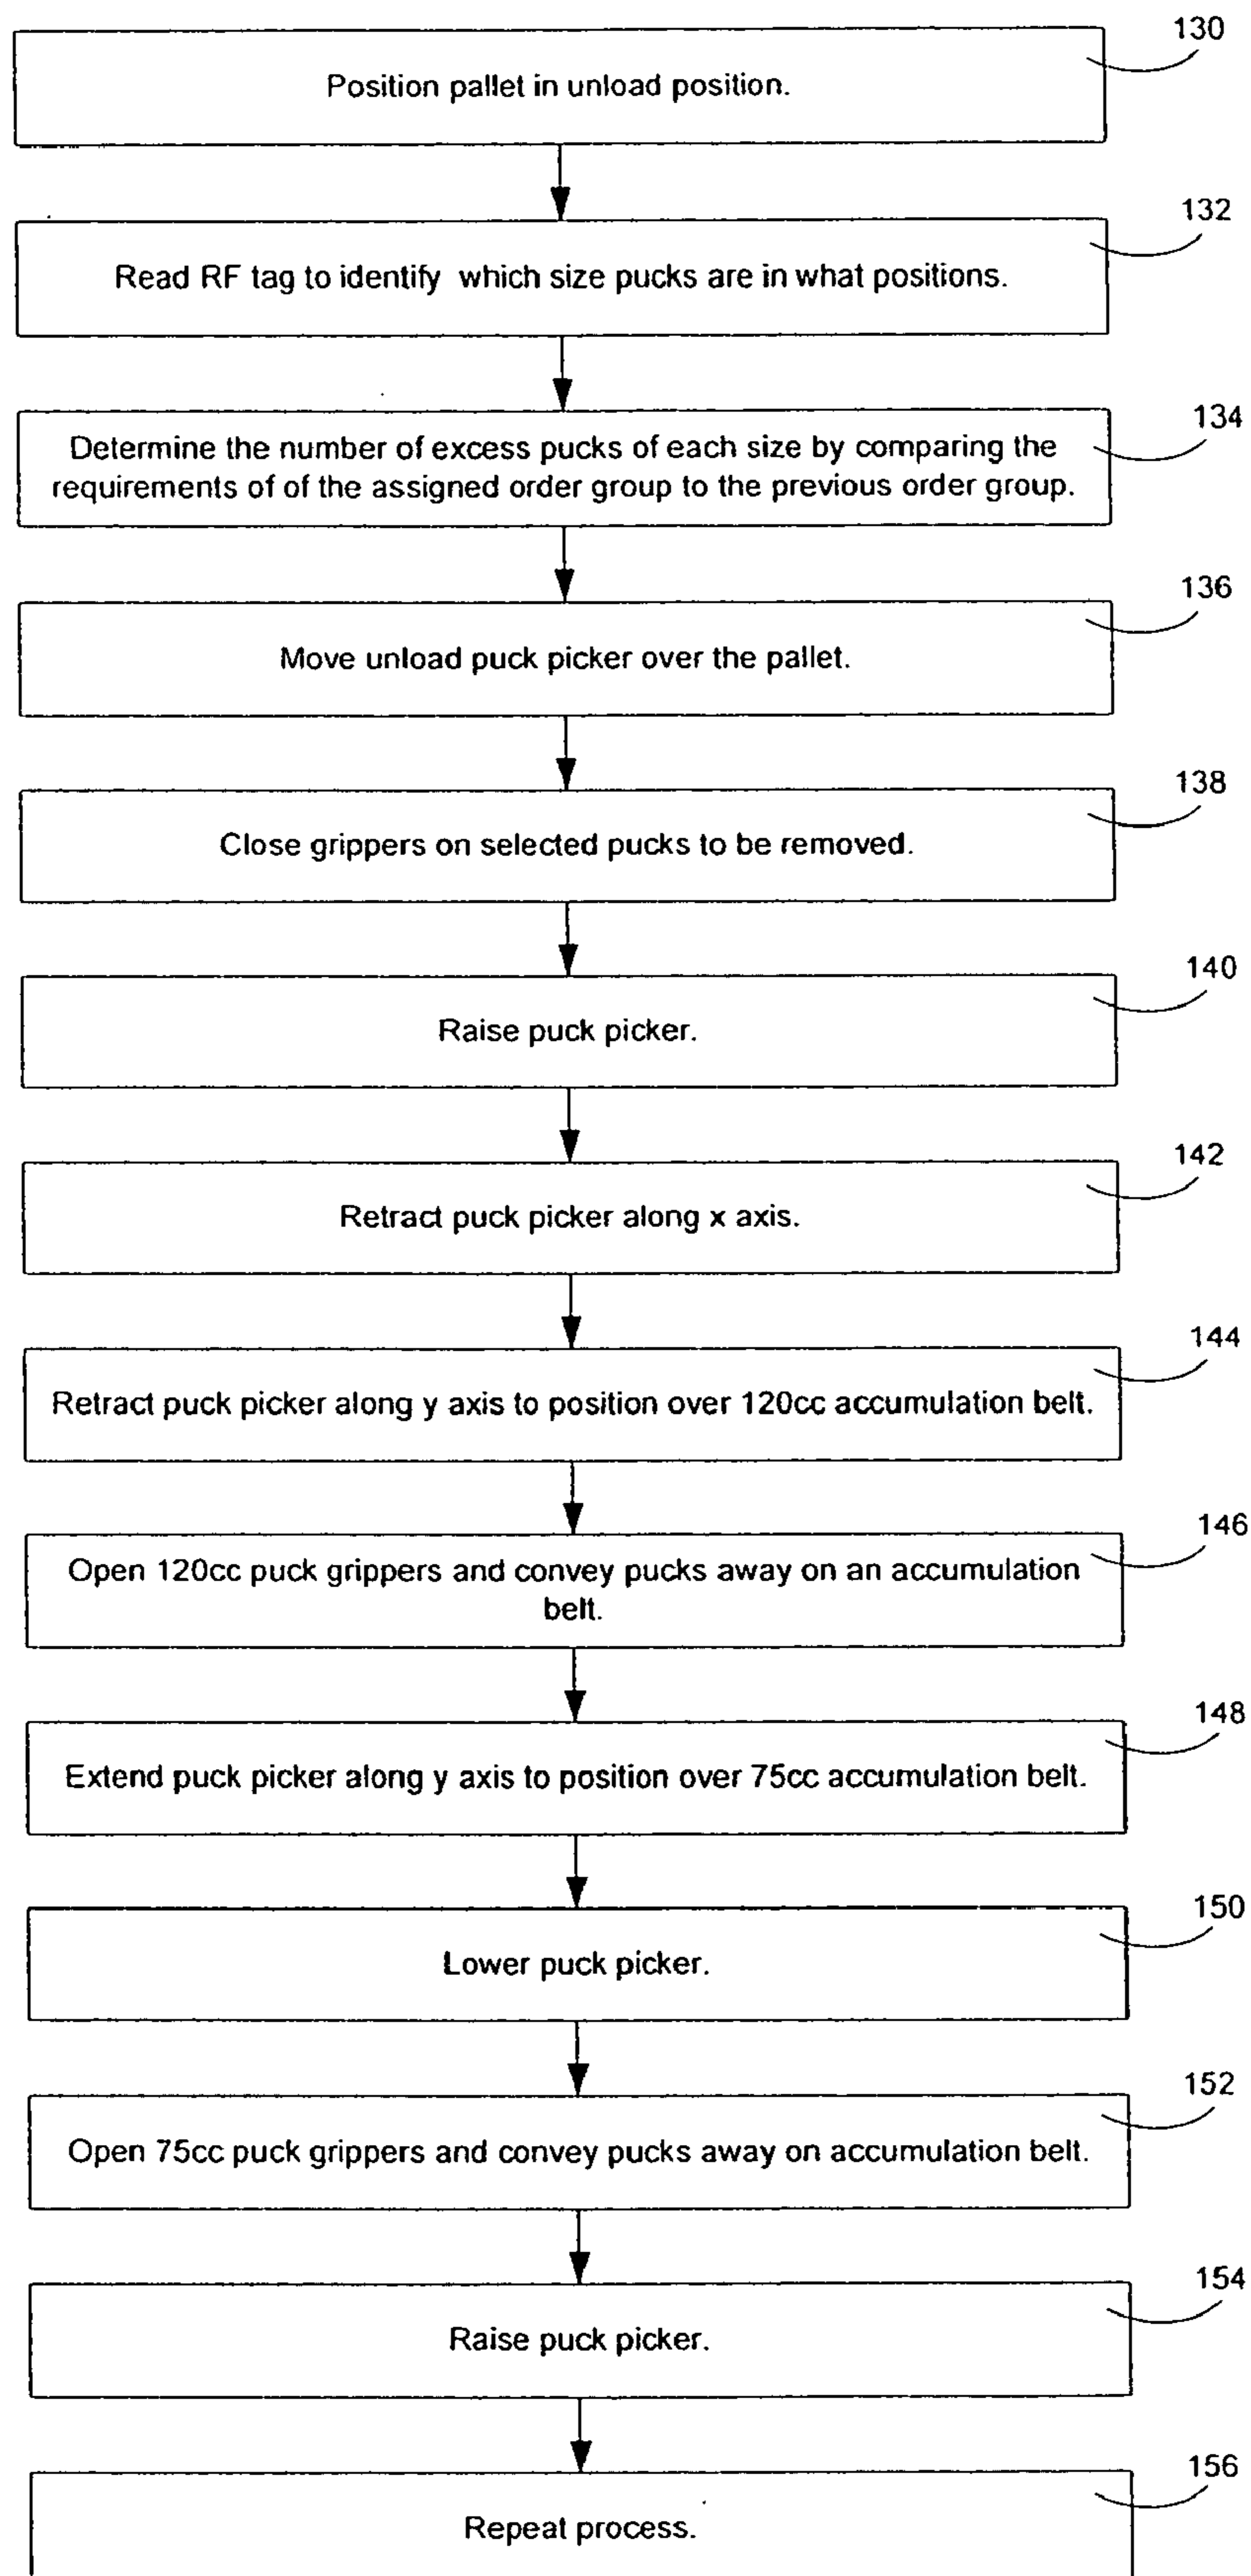 130
Position pallet in unload position.
132
Read RF tag to identify which size pucks are in what positions.
134
Determine the number of excess pucks of each size by comparing the
requirements of of the assigned order group to the previous order group.
136
Move unload puck picker over the pallet.
138
Close grippers on selected pucks to be removed.
140
Raise puck picker.
142
Retract puck picker along x axis.
144
Retract puck picker along y axis to position over 120cc accumulation belt.
146
Open 120cc puck grippers and convey pucks away on an accumulation
belt.
148
Extend puck picker along y axis to position over 75cc accumulation belt.
150
Lower puck picker.
152
Open 75cc puck grippers and convey pucks away on accumulation belt.
154
Raise puck picker.
156
Repeat process.